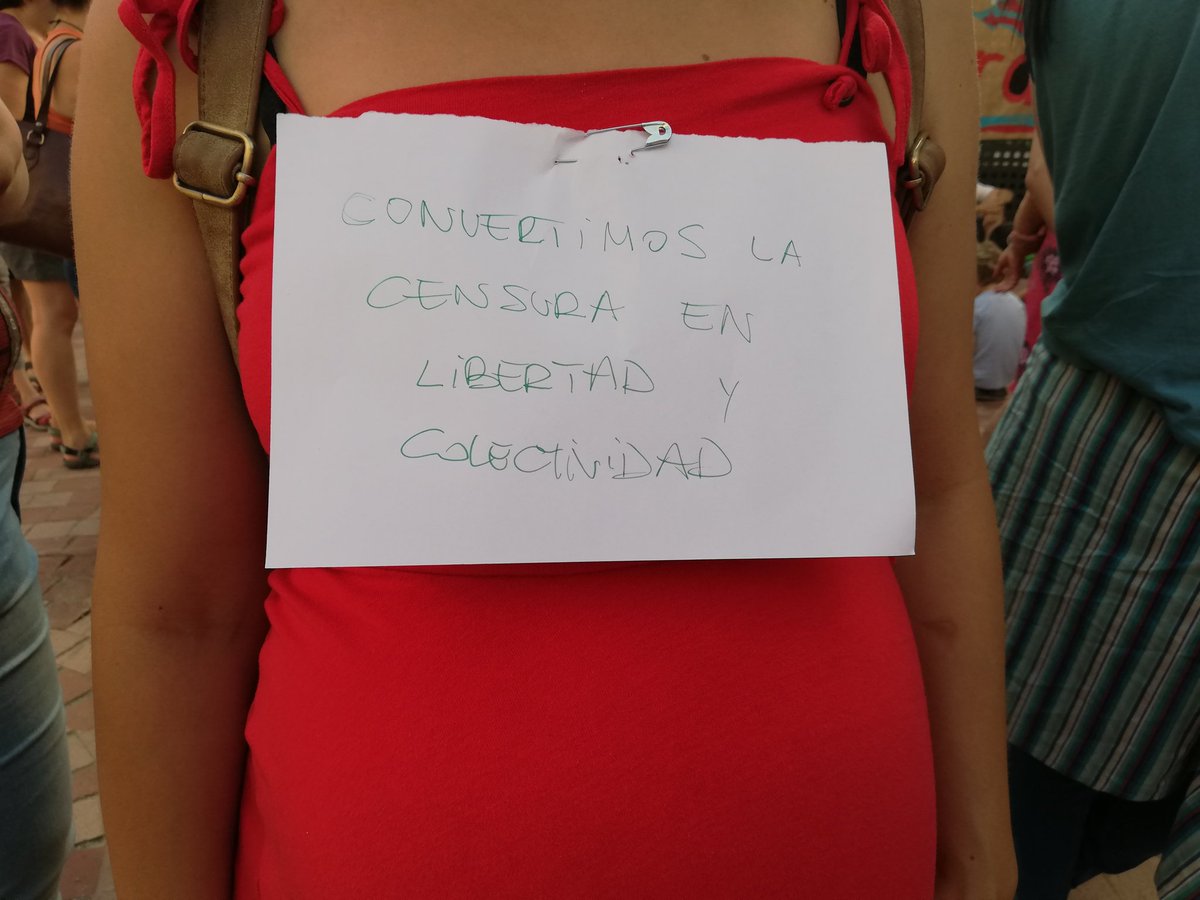 CONVERTIMOS LA
CENSURA EN
LIBERTAD Y
COLECTIVIDAD